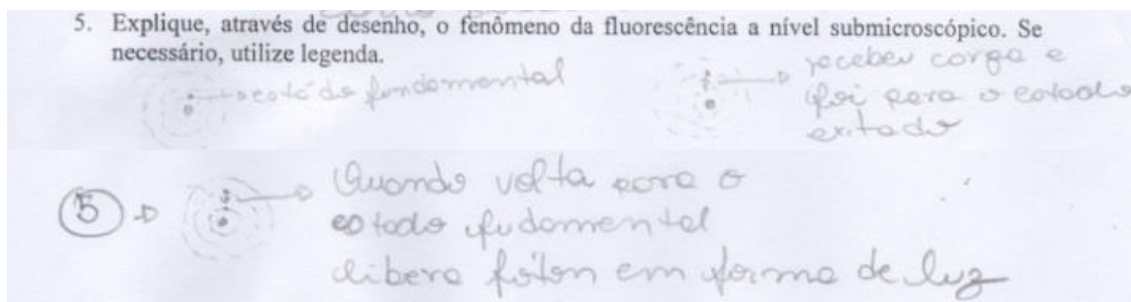 5. Explique, através de desenho, o fenômeno da fluorescência a nível submicroscópico. Se
necessário, utilize legenda.
estado fundamental
recebeu carga e
foi para o estado
exitado
5
Quando volta para o
estado fudamental
libera fóton em forma de luz